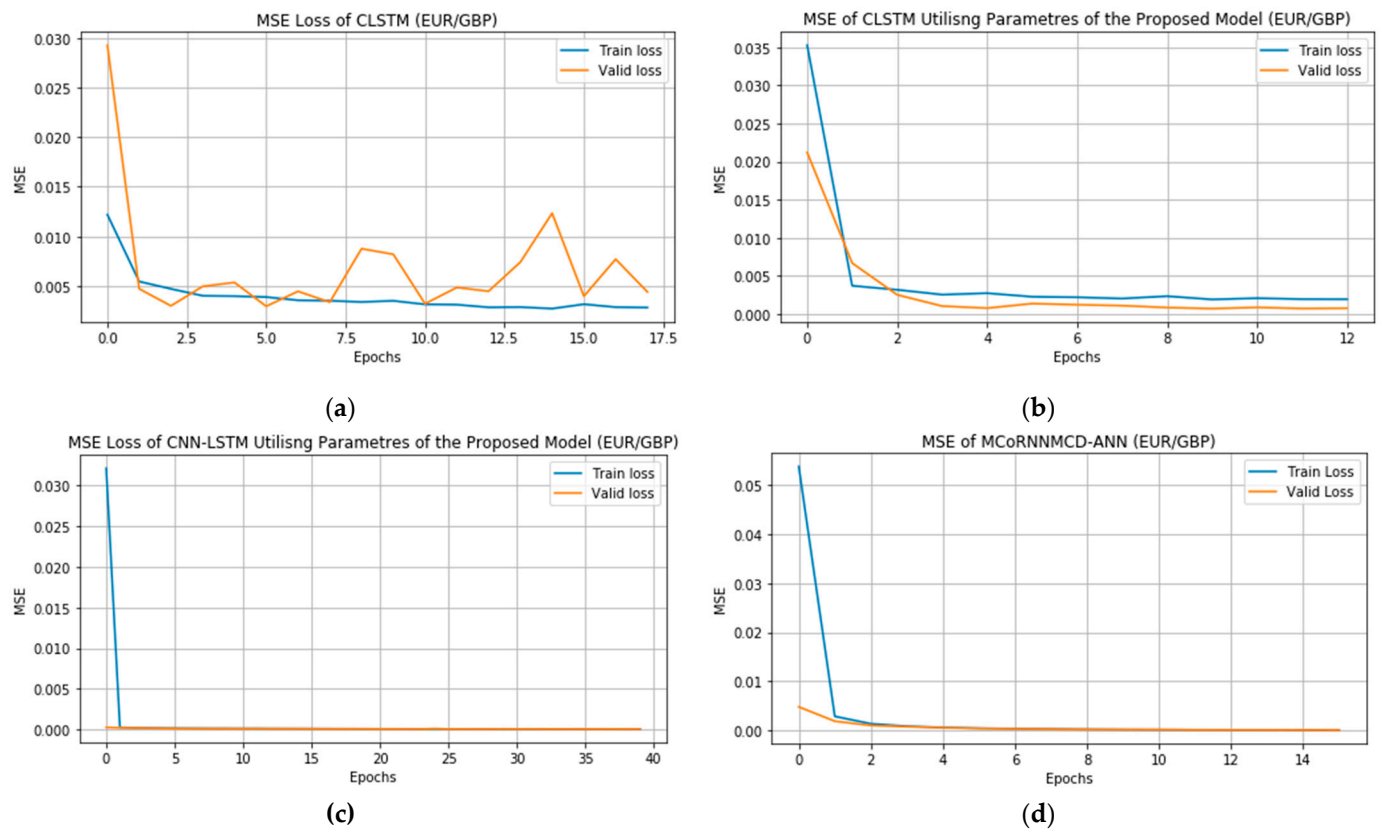 MSE Loss of CLSTM (EUR/GBP)
0.030
0.025
0.020
0.015
0.010
0.005
MSE
Train loss
Valid loss
0.0 2.5 5.0 7.5 10.0 12.5 15.0 17.5
Epochs
(a)
MSE of CLSTM Utilisng Parametres of the Proposed Model (EUR/GBP)
0.035
0.030
0.025
0.020
0.015
0.010
0.005
0.000
MSE
Train loss
Valid loss
0 2 4 6 8 10 12
Epochs
(b)
MSE Loss of CNN-LSTM Utilisng Parametres of the Proposed Model (EUR/GBP)
0.030
0.025
0.020
0.015
0.010
0.005
0.000
MSE
Train loss
Valid loss
0 5 10 15 20 25 30 35 40
Epochs
(c)
MSE of MCoRNNMCD-ANN (EUR/GBP)
0.05
0.04
0.03
0.02
0.01
0.00
MSE
Train Loss
Valid Loss
0 2 4 6 8 10 12 14
Epochs
(d)